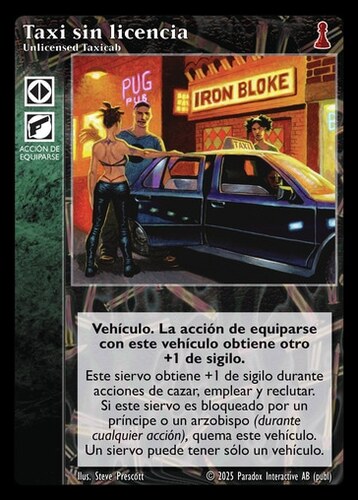 Taxi sin licencia
Unlicensed Taxicab
ACCIÓN DE
EQUIPARSE
PUG
PUB
IRON BLOKE
TAXI
Vehículo. La acción de equiparse
con este vehículo obtiene otro
+1 de sigilo.
Este siervo obtiene +1 de sigilo durante
acciones de cazar, emplear y reclutar.
Si este siervo es bloqueado por un
príncipe o un arzobispo (durante
cualquier acción), quema este vehículo.
Un siervo puede tener sólo un vehículo.
Ilus. Steve Prescott
© 2025 Paradox Interactive AB (publ)